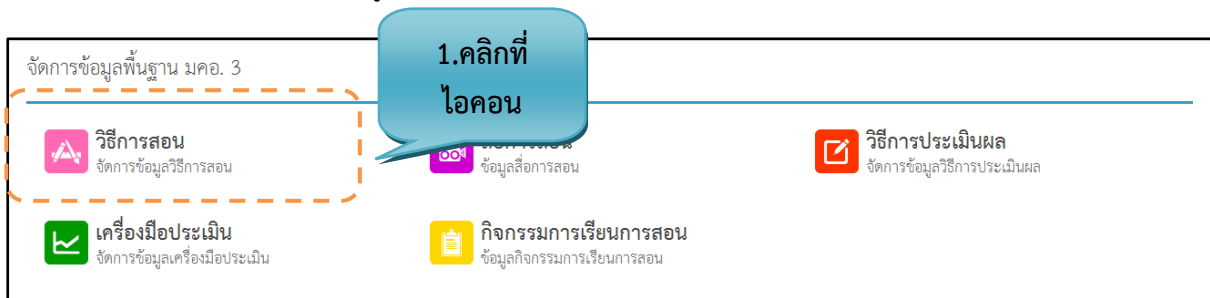 1.คลิกที่
ไอคอน
จัดการข้อมูลพื้นฐาน มคอ. 3
วิธีการสอน
จัดการข้อมูลวิธีการสอน
ข้อมูลสื่อการสอน
วิธีการประเมินผล
จัดการข้อมูลวิธีการประเมินผล
เครื่องมือประเมิน
จัดการข้อมูลเครื่องมือประเมิน
กิจกรรมการเรียนการสอน
ข้อมูลกิจกรรมการเรียนการสอน